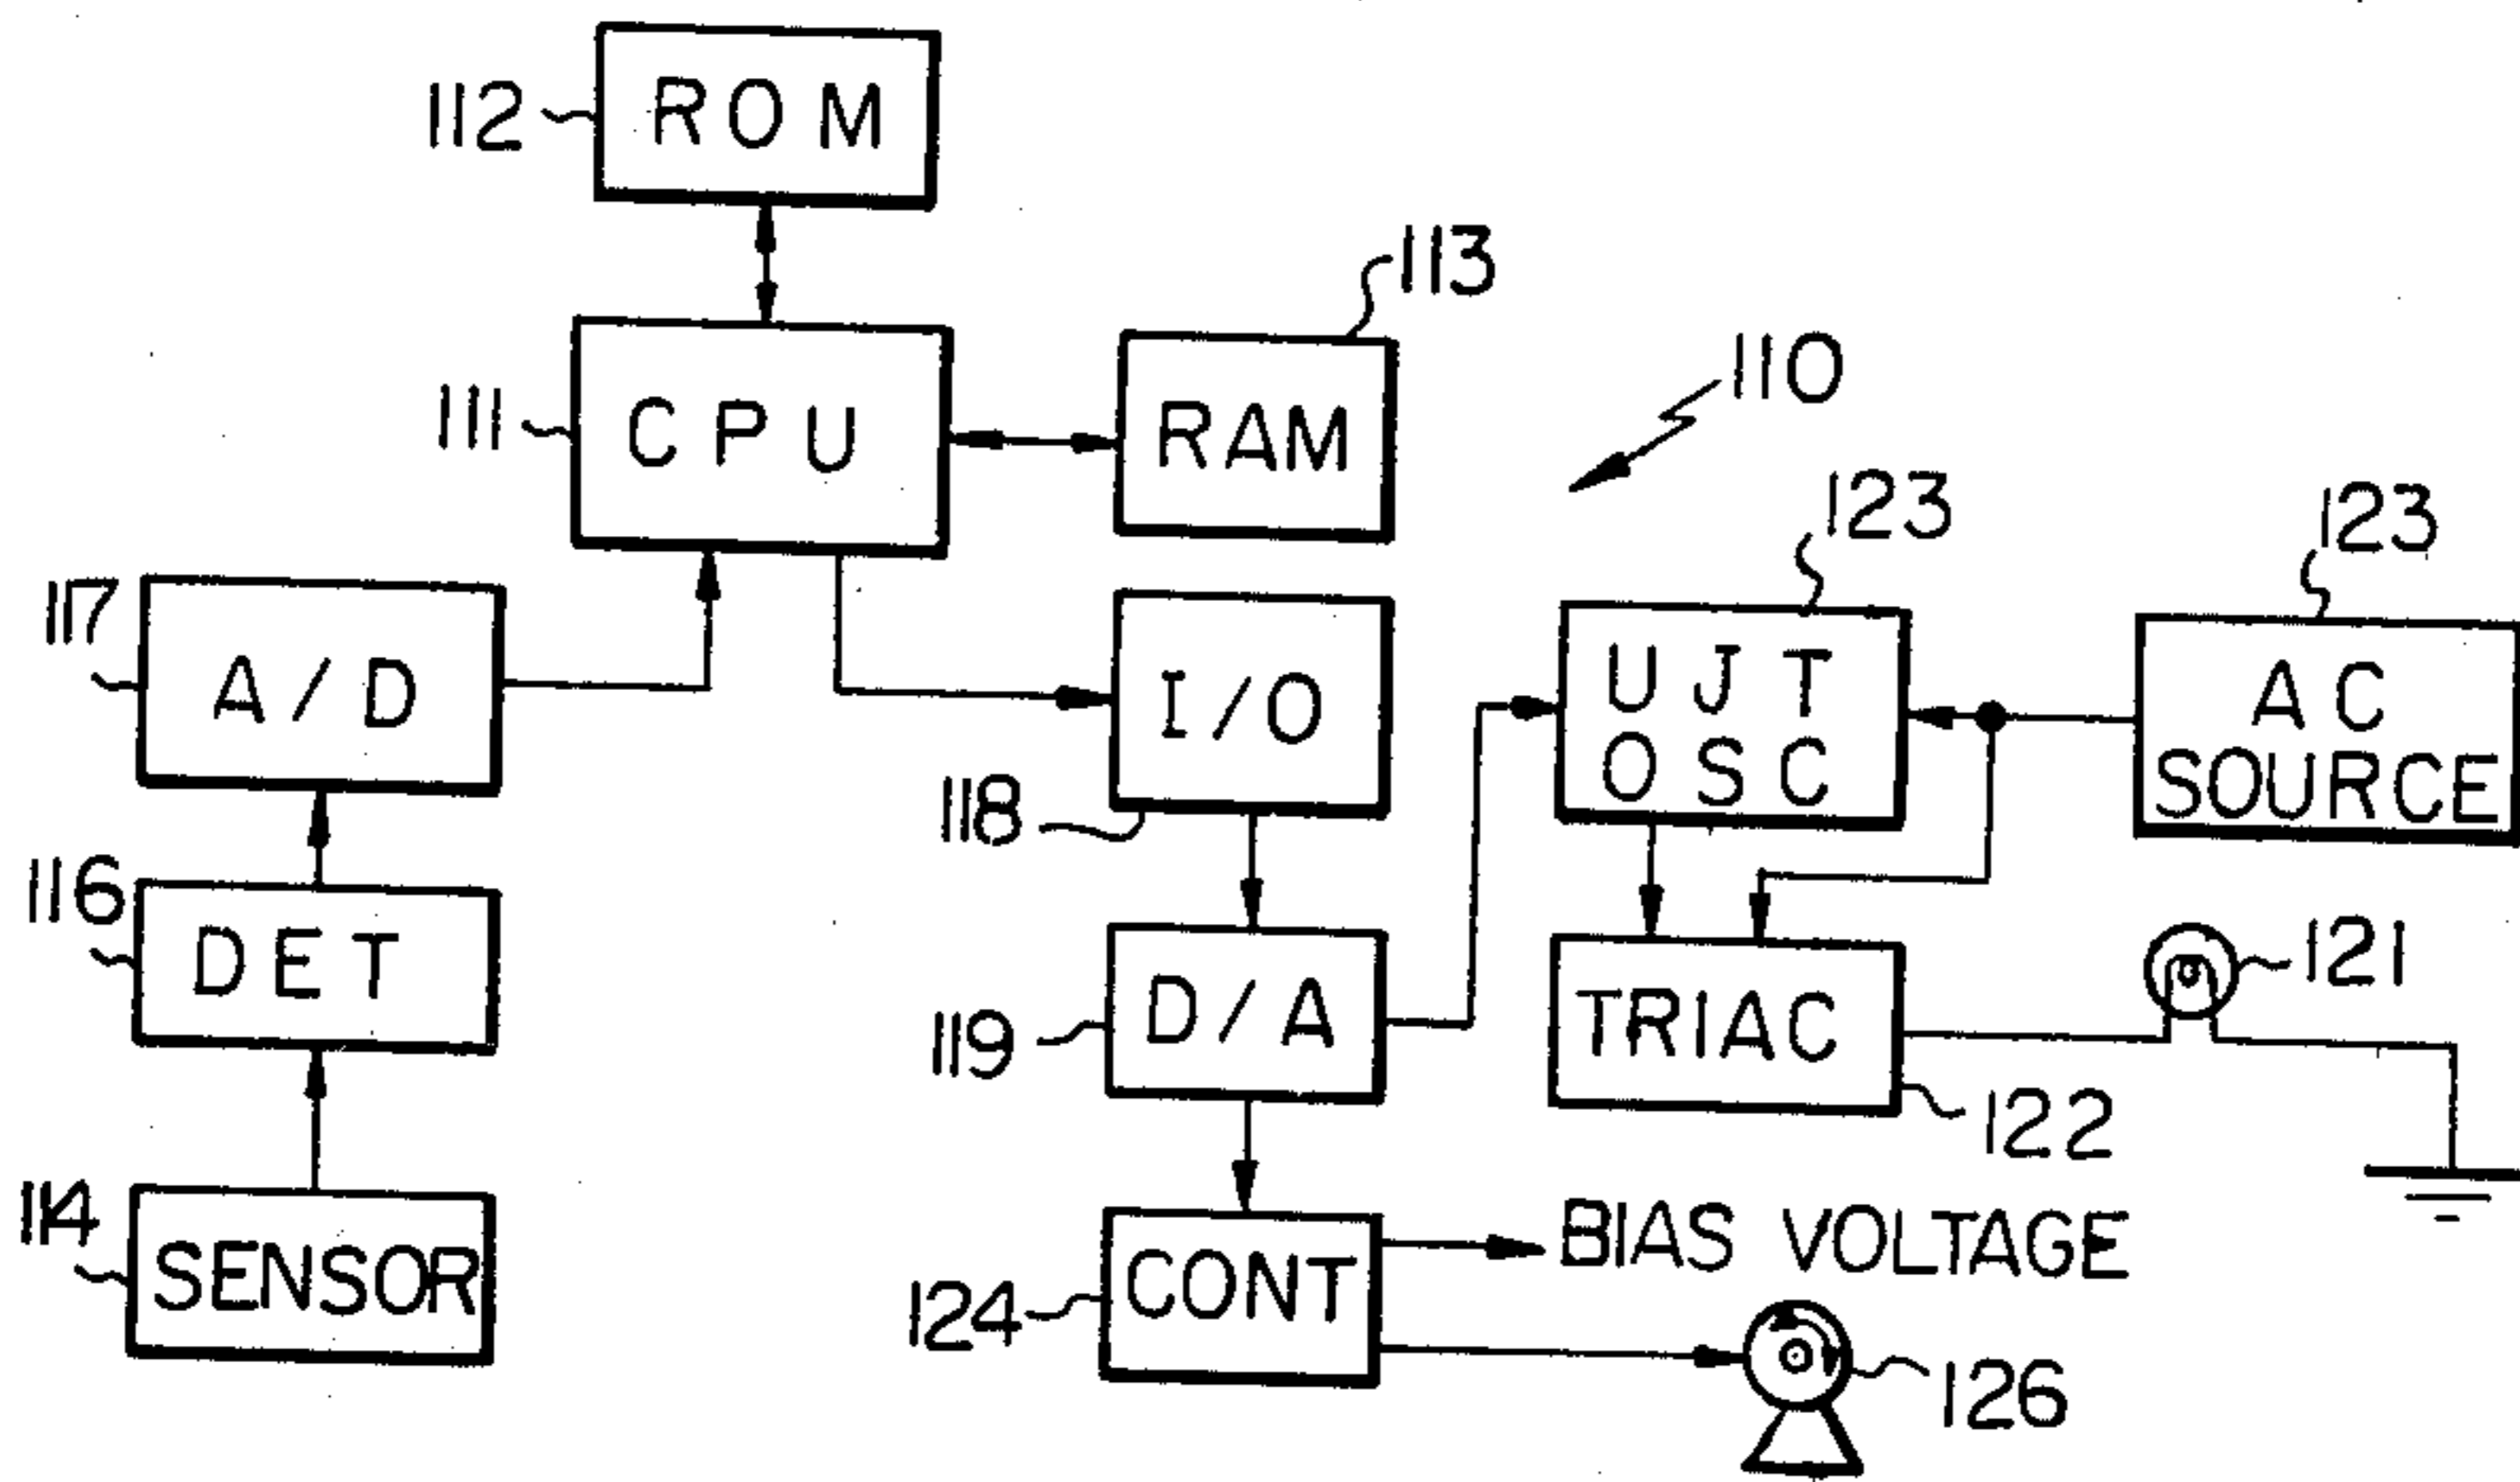 112
ROM
113
110
111
CPU
RAM
123
123
117
A/D
I/O
UJT
OSC
AC
SOURCE
118
116
DET
119
D/A
TRIAC
121
122
114
SENSOR
124
CONT
BIAS VOLTAGE
126